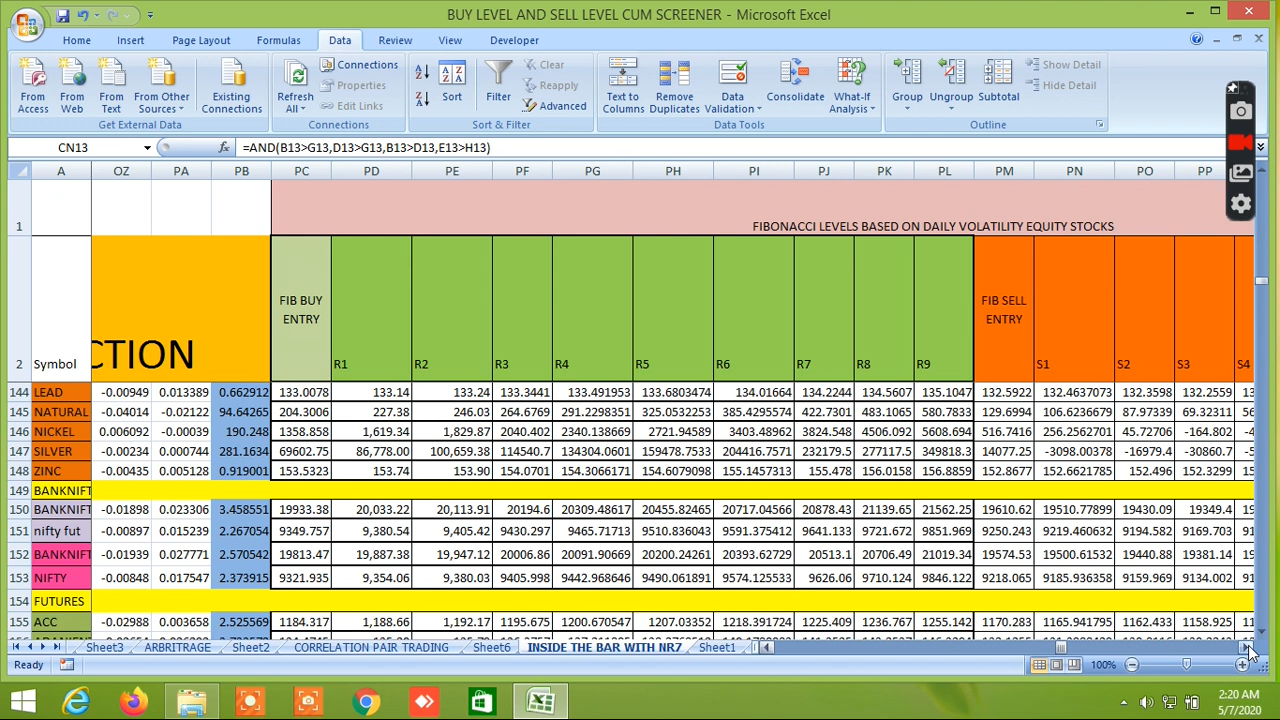 BUY LEVEL AND SELL LEVEL CUM SCREENER - Microsoft Excel
Home Insert Page Layout Formulas Data Review View Developer
From Access From Web From Text From Other Sources Existing Connections
Get External Data
Refresh All Connections Properties Edit Links
Connections
Sort Filter Clear Reapply Advanced
Sort & Filter
Text to Columns Remove Duplicates Data Validation Consolidate What-If Analysis
Data Tools
Group Ungroup Subtotal Show Detail Hide Detail
Outline
CN13 fx =AND(B13>G13,D13>G13,B13>D13,E13>H13)
A OZ PA PB PC PD PE PF PG PH PI PJ PK PL PM PN PO PP
1 FIBONACCI LEVELS BASED ON DAILY VOLATILITY EQUITY STOCKS
2 Symbol CTION FIB BUY ENTRY R1 R2 R3 R4 R5 R6 R7 R8 R9 FIB SELL ENTRY S1 S2 S3 S4
144 LEAD -0.00949 0.013389 0.662912 133.0078 133.14 133.24 133.3441 133.491953 133.6803474 134.01664 134.2244 134.5607 135.1047 132.5922 132.4637073 132.3598 132.2559
145 NATURAL -0.04014 -0.02122 94.64265 204.3006 227.38 246.03 264.6769 291.2298351 325.0532253 385.4295574 422.7301 483.1065 580.7833 129.6994 106.6236679 87.97339 69.32311
146 NICKEL 0.006092 -0.00039 190.248 1358.858 1,619.34 1,829.87 2040.402 2340.138669 2721.94589 3403.48962 3824.548 4506.092 5608.694 516.7416 256.2562701 45.72706 -164.802
147 SILVER -0.00234 0.000744 281.1634 69602.75 86,778.00 100,659.38 114540.7 134304.0601 159478.7533 204416.7571 232179.5 277117.5 349818.3 14077.25 -3098.00378 -16979.4 -30860.7
148 ZINC -0.00435 0.005128 0.919001 153.5323 153.74 153.90 154.0701 154.3066171 154.6079098 155.1457313 155.478 156.0158 156.8859 152.8677 152.6621785 152.496 152.3299
149 BANKNIFT
150 BANKNIFT -0.01898 0.023306 3.458551 19933.38 20,033.22 20,113.91 20194.6 20309.48617 20455.82465 20717.04566 20878.43 21139.65 21562.25 19610.62 19510.77899 19430.09 19349.4
151 nifty fut -0.00897 0.015239 2.267054 9349.757 9,380.54 9,405.42 9430.297 9465.71713 9510.836043 9591.375412 9641.133 9721.672 9851.969 9250.243 9219.460632 9194.582 9169.703
152 BANKNIFT -0.01939 0.027771 2.570542 19813.47 19,887.38 19,947.12 20006.86 20091.90669 20200.24261 20393.62729 20513.1 20706.49 21019.34 19574.53 19500.61532 19440.88 19381.14
153 NIFTY -0.00848 0.017547 2.373915 9321.935 9,354.06 9,380.03 9405.998 9442.968646 9490.061891 9574.125533 9626.06 9710.124 9846.122 9218.065 9185.936358 9159.969 9134.002
154 FUTURES
155 ACC -0.02988 0.003658 2.525569 1184.317 1,188.66 1,192.17 1195.675 1200.670547 1207.03352 1218.391724 1225.409 1236.767 1255.142 1170.283 1165.941795 1162.433 1158.925
Sheet3 ARBITRAGE Sheet2 CORRELATION PAIR TRADING Sheet6 INSIDE THE BAR WITH NR7 Sheet1
Ready 100%
2:20 AM
5/7/2020